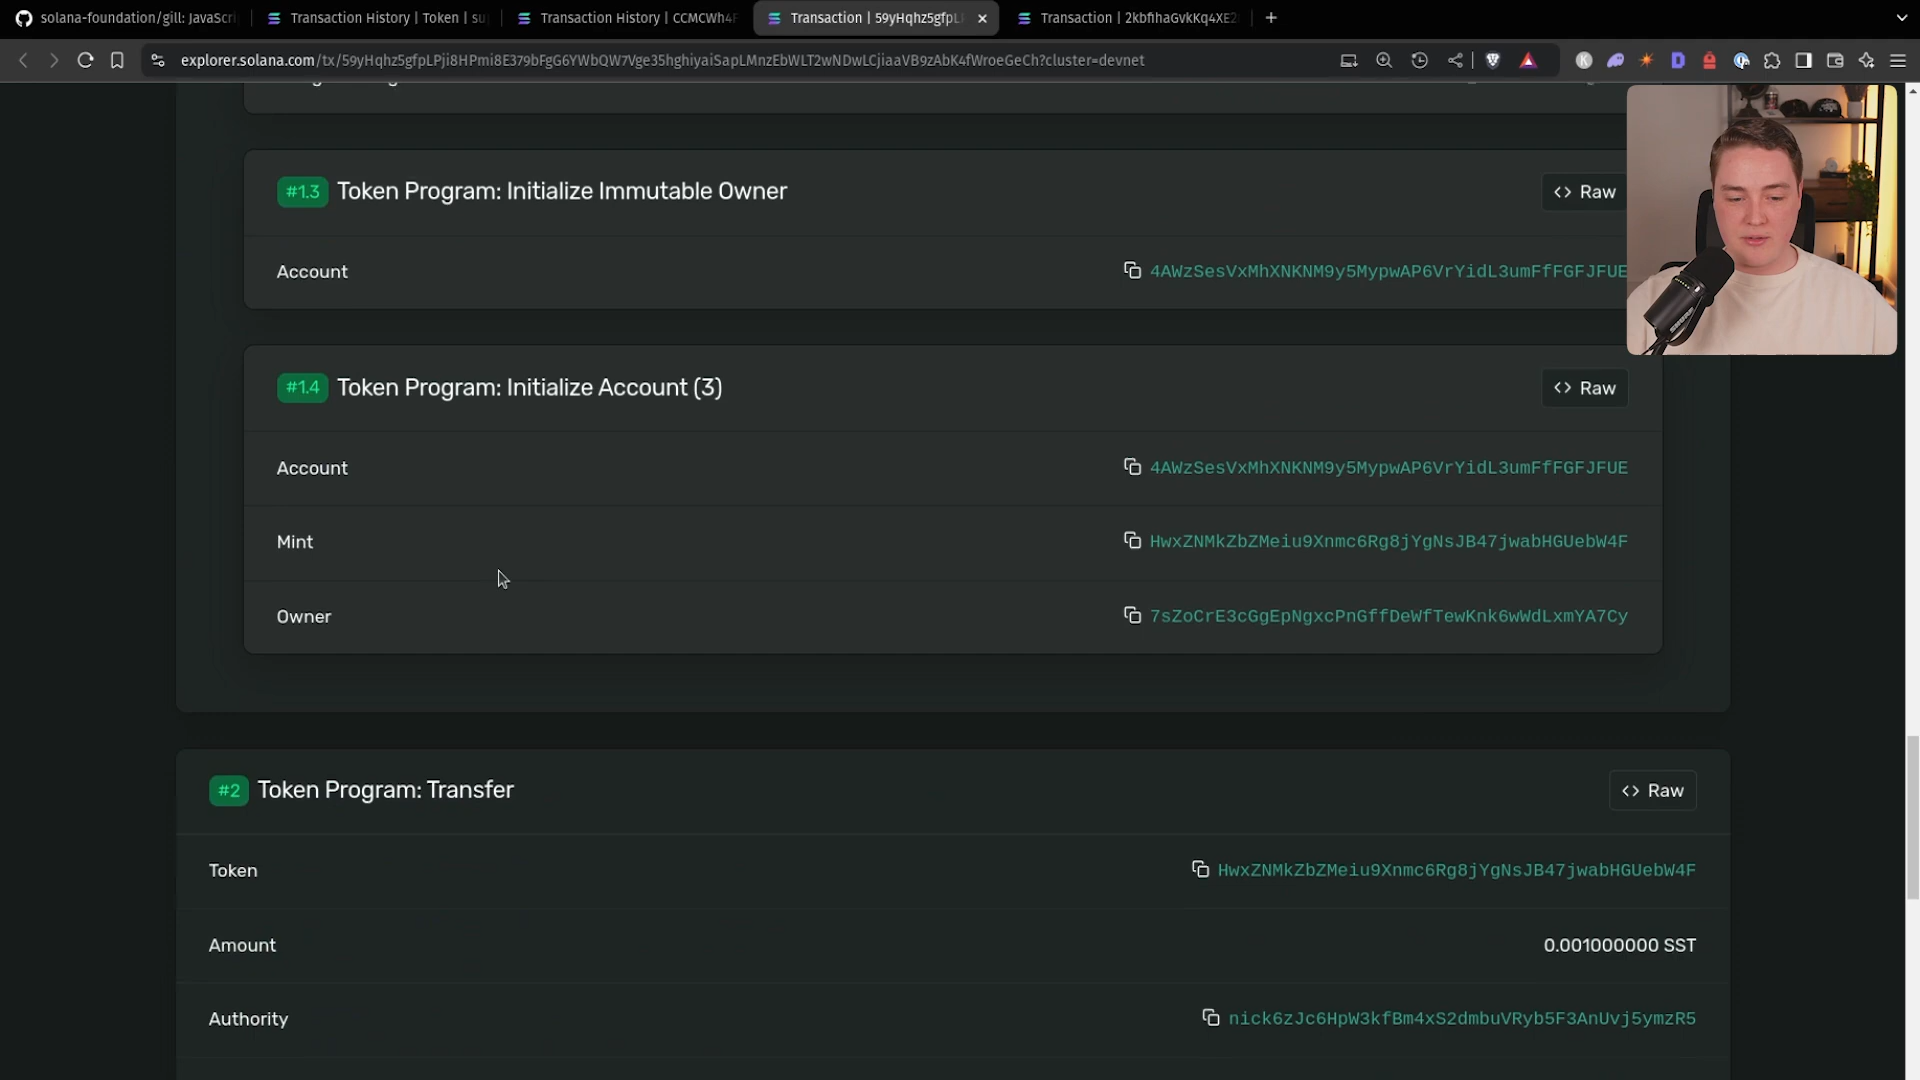 solana-foundation/gill: JavaScri
Transaction History | Token | su
Transaction History | CCMCWh4F
Transaction | 59yHqhz5gfpL
Transaction | 2kbfihaGvkKq4XE2
explorer.solana.com/tx/59yHqhz5gfpLPji8HPmi8E379bFgG6YWbQW7Vge35hghiyaiSapLMnzEbWLT2wNDwLCjiaaVB9zAbK4fWroeGeCh?cluster=devnet
#1.3 Token Program: Initialize Immutable Owner
<> Raw
Account
4AWzSesVxMhXNKNM9y5MypwAP6VrYidL3umFfFGFJFUE
#1.4 Token Program: Initialize Account (3)
<> Raw
Account
4AWzSesVxMhXNKNM9y5MypwAP6VrYidL3umFfFGFJFUE
Mint
HwxZNMkZbZMeiu9Xnmc6Rg8jYgNsJB47jwabHGUebW4F
Owner
7sZoCrE3cGgEpNgxcPnGffDeWfTewKnk6wWdLxmYA7Cy
#2 Token Program: Transfer
<> Raw
Token
HwxZNMkZbZMeiu9Xnmc6Rg8jYgNsJB47jwabHGUebW4F
Amount
0.001000000 SST
Authority
nick6zJc6HpW3kfBm4xS2dmbuVRyb5F3AnUvj5ymzR5